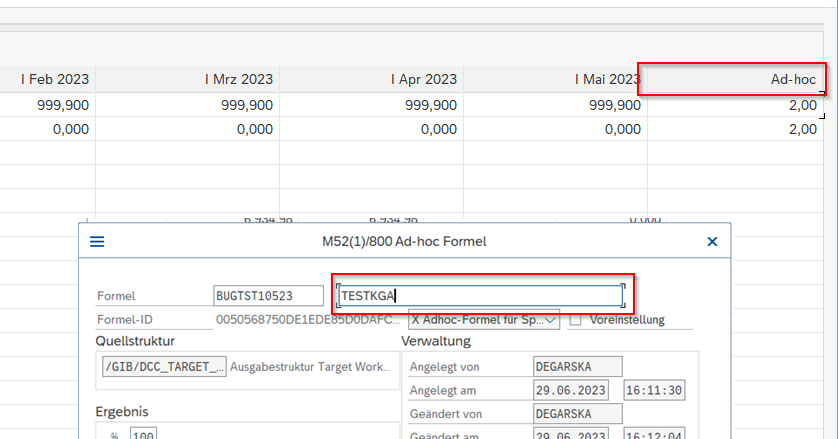 I Feb 2023 I Mrz 2023 I Apr 2023 I Mai 2023 Ad-hoc
999,900 999,900 999,900 999,900 2,00
0,000 0,000 0,000 0,000 2,00
M52(1)/800 Ad-hoc Formel
Formel BUGTST10523 TESTKGA
Formel-ID 0050568750DE1EDE85D0DAFC... X Adhoc-Formel für Sp... Voreinstellung
Quellstruktur Verwaltung
/GIB/DCC_TARGET_... Ausgabestruktur Target Work... Angelegt von DEGARSKA
Angelegt am 29.06.2023 16:11:30
Ergebnis Geändert von DEGARSKA
% 100 Geändert am 29.06.2023 16:12:04